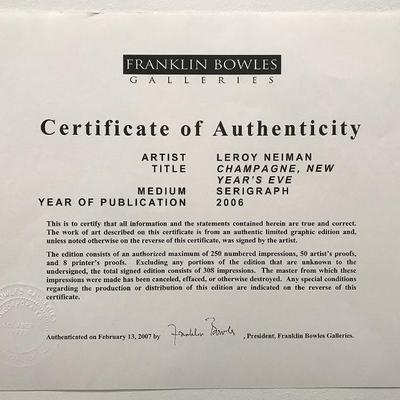 FRANKLIN BOWLES
GALLERIES
Certificate of Authenticity
ARTIST LEROY NEIMAN
TITLE CHAMPAGNE, NEW
YEAR'S EVE
MEDIUM SERIGRAPH
YEAR OF PUBLICATION 2006
This is to certify that all information and the statements contained herein are true and correct.
The work of art described on this certificate is from an authentic limited graphic edition and,
unless noted otherwise on the reverse of this certificate, was signed by the artist.
The edition consists of an authorized maximum of 250 numbered impressions, 50 artist's proofs,
and 8 printer's proofs. Excluding any portions of the edition that are unknown to the
undersigned, the total signed edition consists of 308 impressions. The master from which these
impressions were made has been canceled, effaced, or otherwise destroyed. Any special conditions
regarding the production or distribution of this edition are indicated on the reverse of this
certificate.
Authenticated on February 13, 2007 by Franklin Bowles , President, Franklin Bowles Galleries.